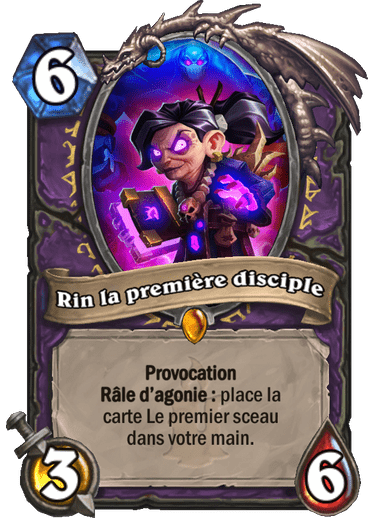 6
Rin la première disciple
Provocation
Râle d'agonie : place la
carte Le premier sceau
dans votre main.
3
6